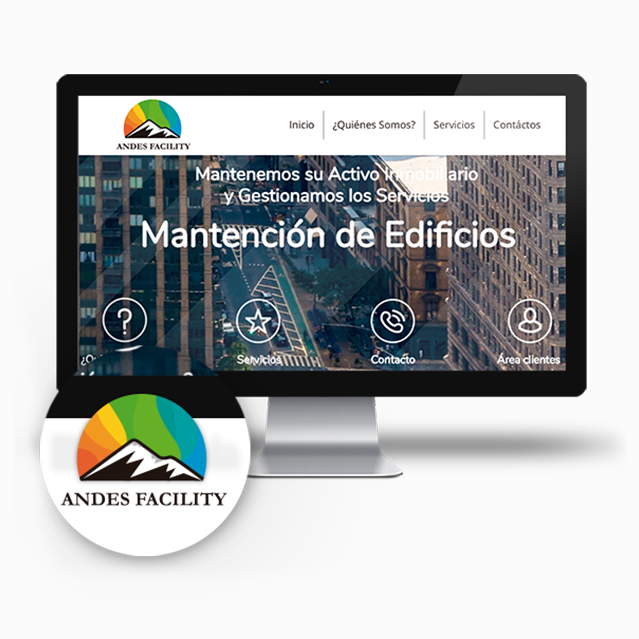 ANDES FACILITY
Inicio
¿Quiénes Somos?
Servicios
Contáctos
Mantenemos su Activo Inmobiliario
y Gestionamos los Servicios
Mantención de Edificios
Servicios
Contacto
Área clientes
ANDES FACILITY